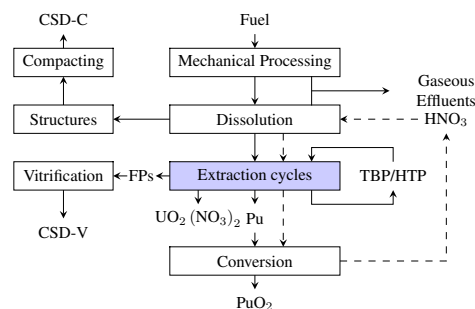 CSD-C
Fuel
Compacting
Mechanical Processing
Gaseous
Effluents
HNO3
Structures
Dissolution
Vitrification
FPs
Extraction cycles
TBP/HTP
UO2 (NO3)2 Pu
CSD-V
Conversion
PuO2